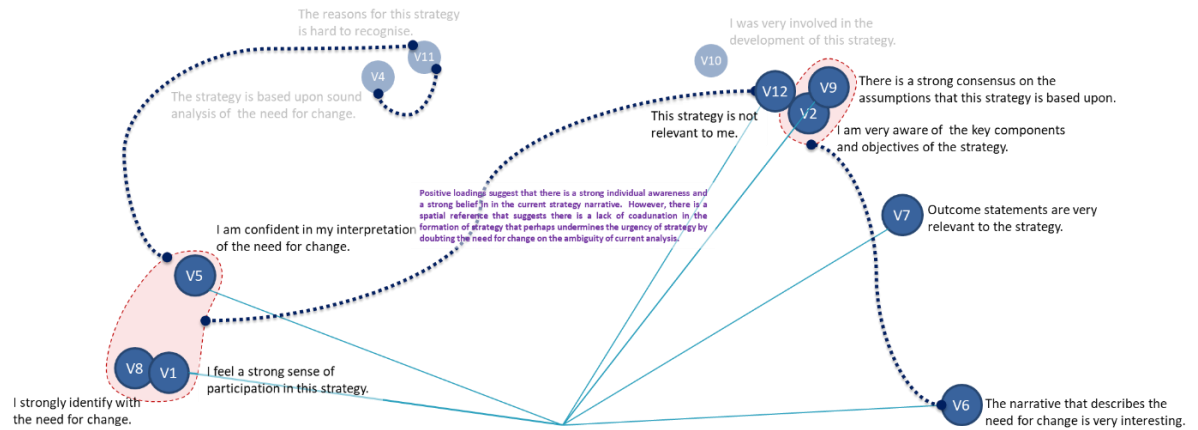 The reasons for this strategy
is hard to recognise.
V11
V4
The strategy is based upon sound
analysis of the need for change.
I was very involved in the
development of this strategy.
V10
V12
V9
V2
There is a strong consensus on the
assumptions that this strategy is based upon.
This strategy is not
relevant to me.
I am very aware of the key components
and objectives of the strategy.
Positive loadings suggest that there is a strong individual awareness and
a strong belief in in the current strategy narrative. However, there is a
spatial reference that suggests there is a lack of coadunation in the
formation of strategy that perhaps undermines the urgency of strategy by
doubting the need for change on the ambiguity of current analysis.
V7
Outcome statements are very
relevant to the strategy.
I am confident in my interpretation
of the need for change.
V5
V8
V1
I feel a strong sense of
participation in this strategy.
I strongly identify with
the need for change.
V6
The narrative that describes the
need for change is very interesting.